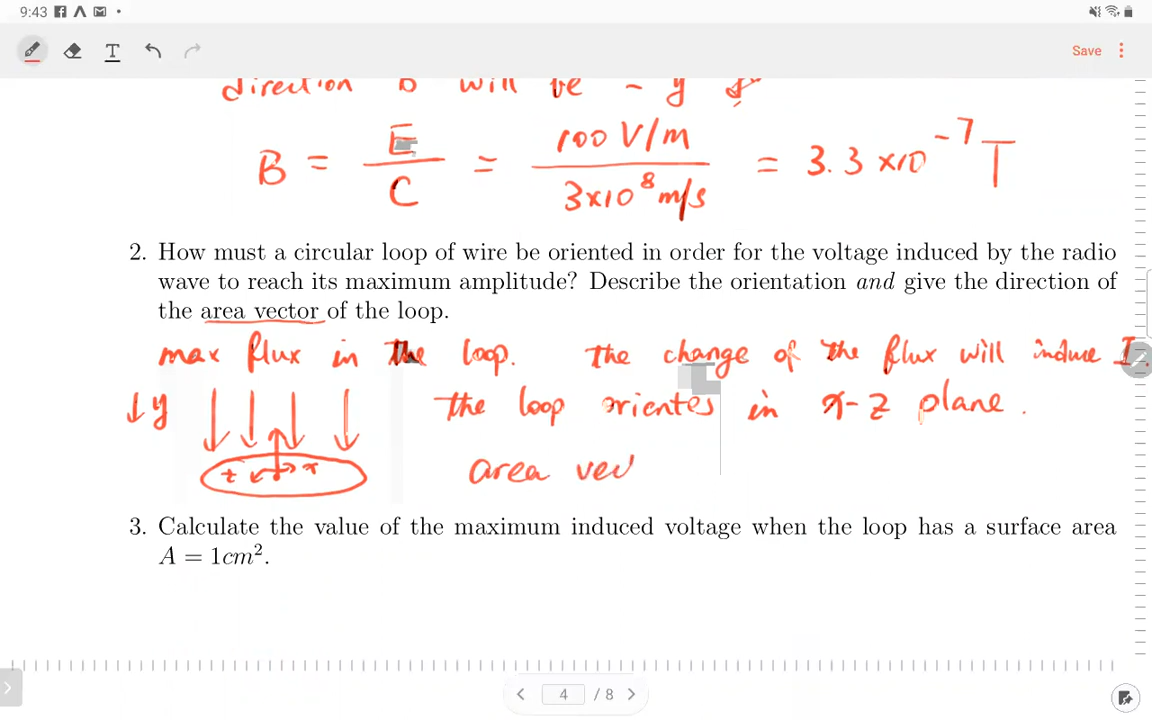 9:43
T
Save
direction B will be - y
B = E / C = 100 V/m / 3x10^8 m/s = 3.3 x10^-7 T
2. How must a circular loop of wire be oriented in order for the voltage induced by the radio
wave to reach its maximum amplitude? Describe the orientation and give the direction of
the area vector of the loop.
max flux in the loop. The change of the flux will induce I.
↓y the loop orientes in x-z plane.
z x area vec
3. Calculate the value of the maximum induced voltage when the loop has a surface area
A = 1cm².
4 / 8